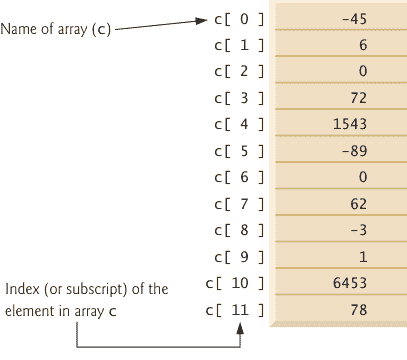 Name of array (c)
c[ 0 ] -45
c[ 1 ] 6
c[ 2 ] 0
c[ 3 ] 72
c[ 4 ] 1543
c[ 5 ] -89
c[ 6 ] 0
c[ 7 ] 62
c[ 8 ] -3
c[ 9 ] 1
c[ 10 ] 6453
c[ 11 ] 78
Index (or subscript) of the
element in array c